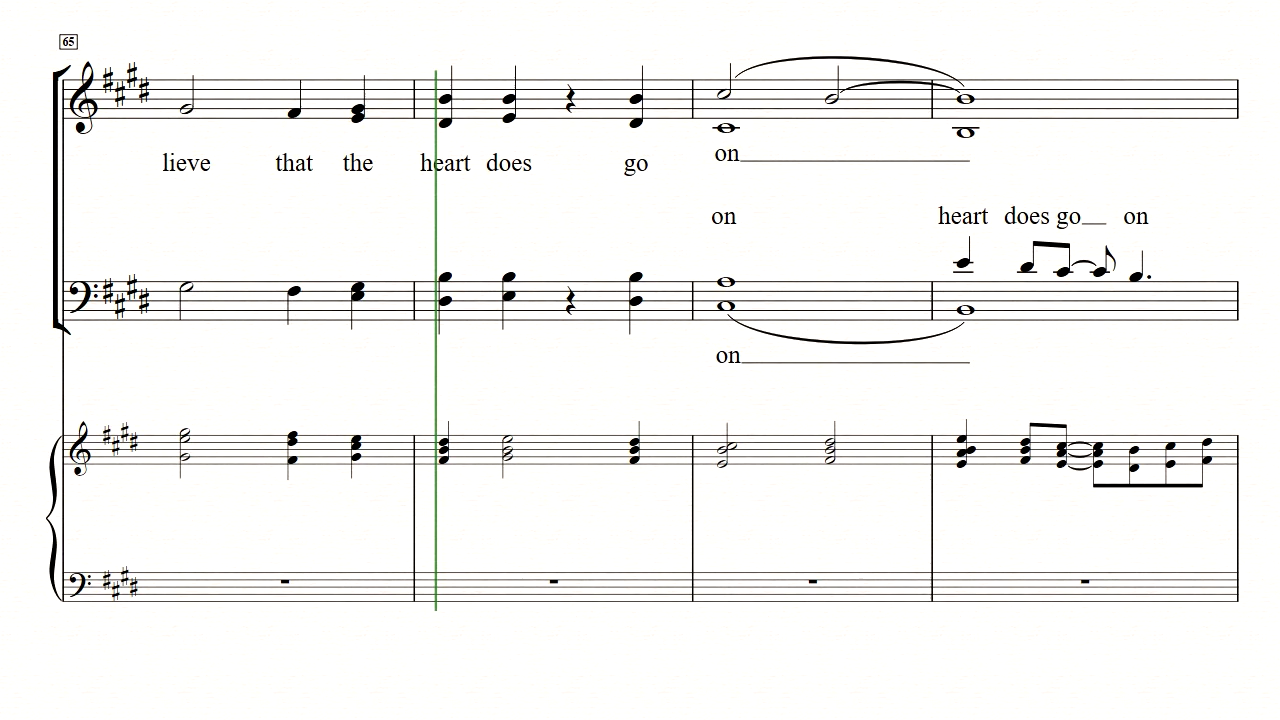 65
lieve that the heart does go on
on heart does go on
on